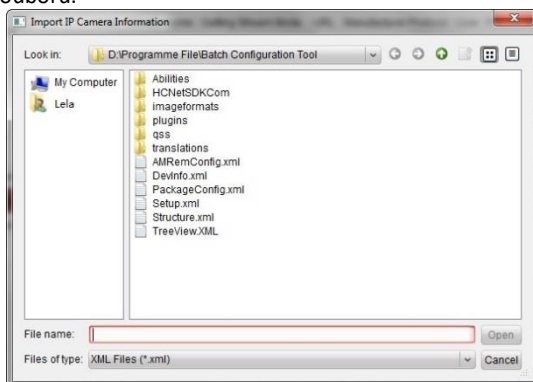 souboru.
Import IP Camera Information
Look in:
D:\Programme File\Batch Configuration Tool
My Computer
Lela
Abilities
HCNetSDKCom
imageformats
plugins
qss
translations
AMRemConfig.xml
DevInfo.xml
PackageConfig.xml
Setup.xml
Structure.xml
TreeView.XML
File name:
Open
Files of type:
XML Files (*.xml)
Cancel